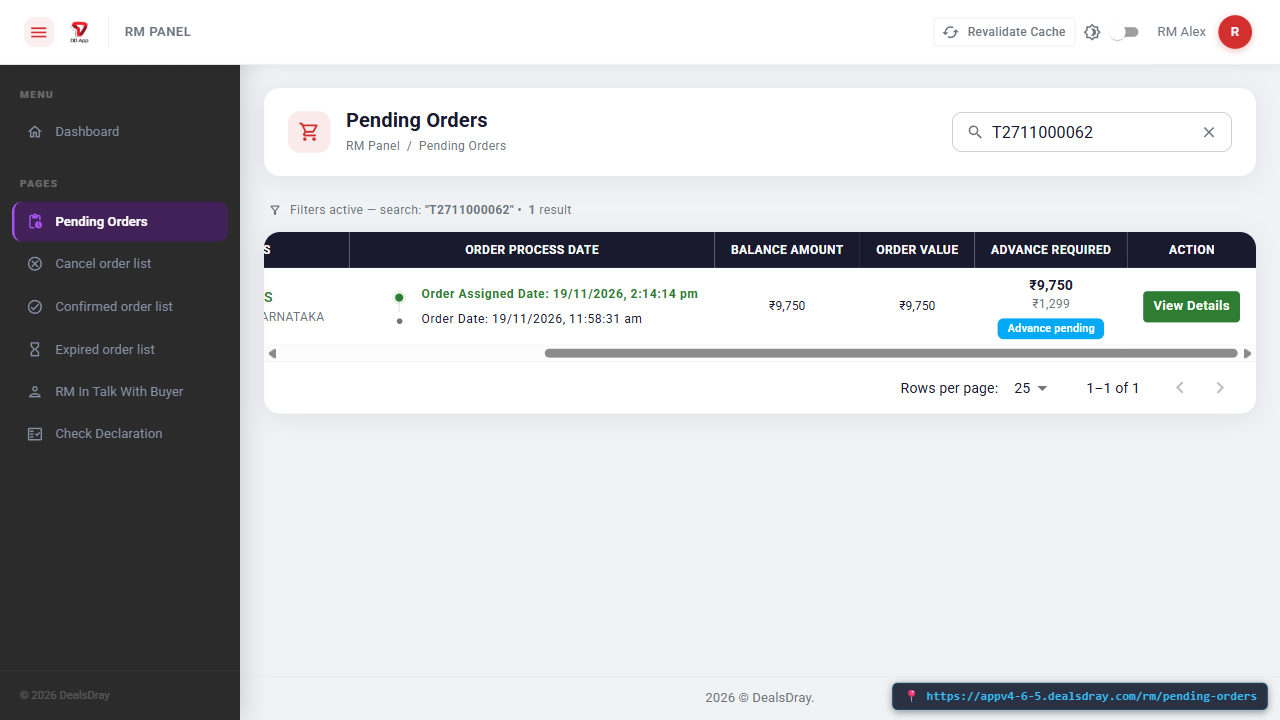 DD App
RM PANEL
Revalidate Cache
RM Alex
R
MENU
Dashboard
PAGES
Pending Orders
Cancel order list
Confirmed order list
Expired order list
RM In Talk With Buyer
Check Declaration
© 2026 DealsDray
Pending Orders
RM Panel / Pending Orders
T2711000062
Filters active — search: "T2711000062" • 1 result
S ORDER PROCESS DATE BALANCE AMOUNT ORDER VALUE ADVANCE REQUIRED ACTION
S
ARNATAKA
Order Assigned Date: 19/11/2026, 2:14:14 pm
Order Date: 19/11/2026, 11:58:31 am
₹9,750
₹9,750
₹9,750
₹1,299
Advance pending
View Details
Rows per page: 25 1–1 of 1
2026 © DealsDray.
https://appv4-6-5.dealsdray.com/rm/pending-orders